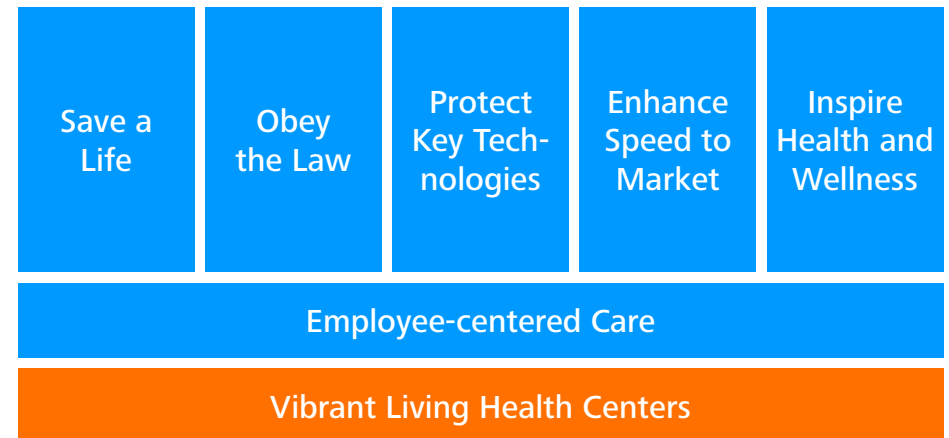 Save a
Life
Obey
the Law
Protect
Key Tech-
nologies
Enhance
Speed to
Market
Inspire
Health and
Wellness
Employee-centered Care
Vibrant Living Health Centers